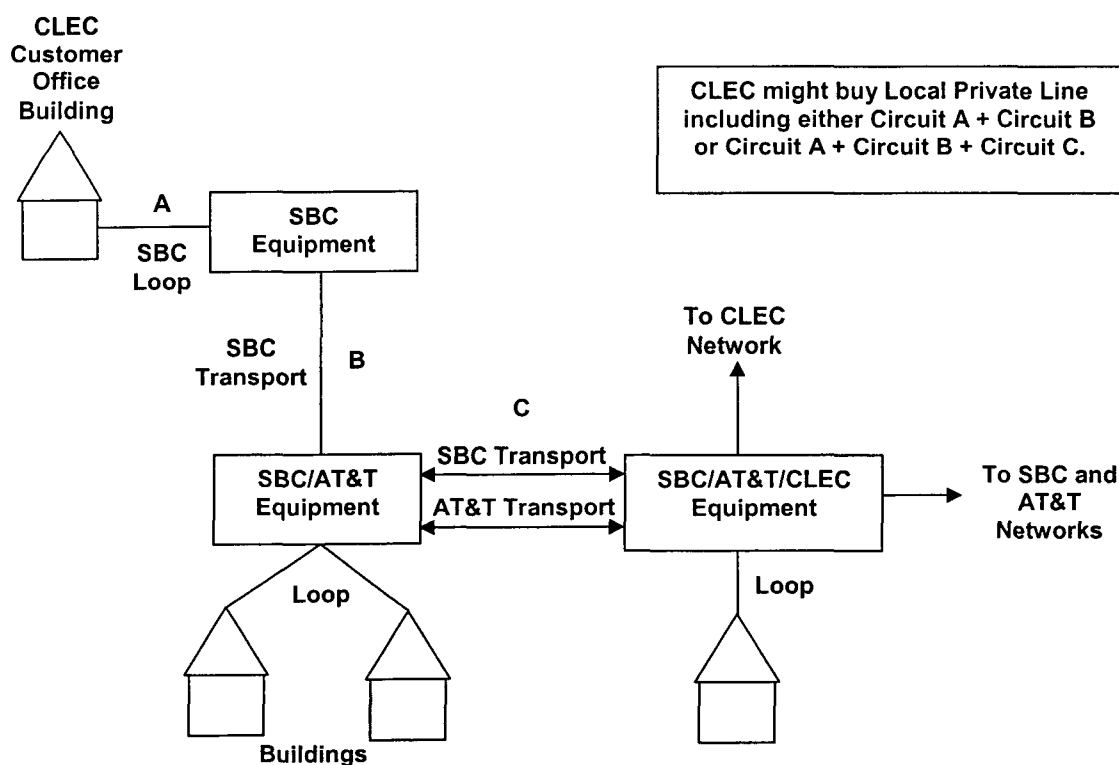 CLEC
Customer
Office
Building
CLEC might buy Local Private Line
including either Circuit A + Circuit B
or Circuit A + Circuit B + Circuit C.
A
SBC
Loop
SBC
Equipment
SBC
Transport
B
To CLEC
Network
C
SBC Transport
AT&T Transport
SBC/AT&T
Equipment
SBC/AT&T/CLEC
Equipment
To SBC and
AT&T
Networks
Loop
Loop
Buildings